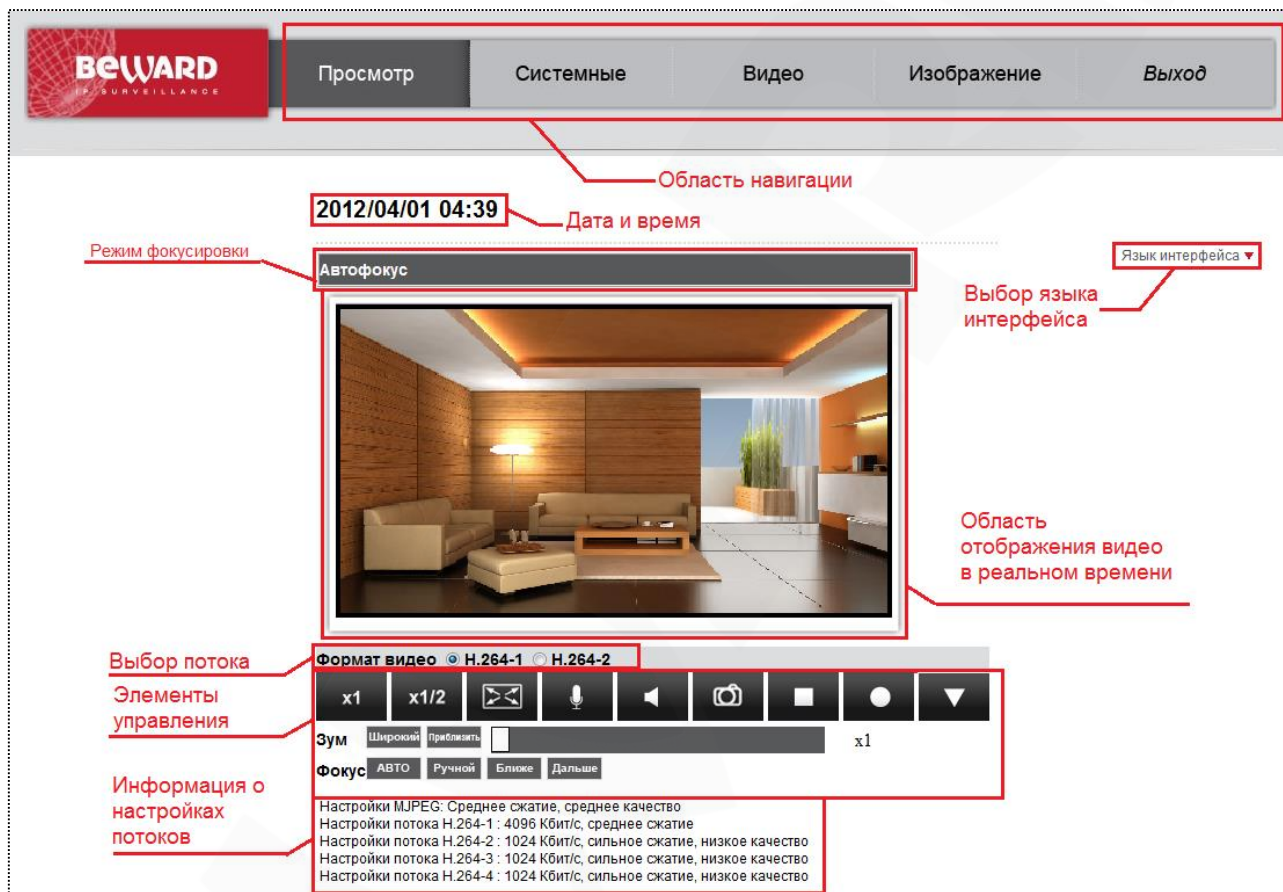 BEWARD
IP SURVEILLANCE
Просмотр
Системные
Видео
Изображение
Выход
Область навигации
2012/04/01 04:39
Дата и время
Режим фокусировки
Автофокус
Язык интерфейса
Выбор языка
интерфейса
Область
отображения видео
в реальном времени
Выбор потока
Формат видео H.264-1 H.264-2
Элементы
управления
x1
x1/2
Зум Широкий Приблизить x1
Фокус АВТО Ручной Ближе Дальше
Информация о
настройках
потоков
Настройки MJPEG: Среднее сжатие, среднее качество
Настройки потока H.264-1 : 4096 Кбит/с, среднее сжатие
Настройки потока H.264-2 : 1024 Кбит/с, сильное сжатие, низкое качество
Настройки потока H.264-3 : 1024 Кбит/с, сильное сжатие, низкое качество
Настройки потока H.264-4 : 1024 Кбит/с, сильное сжатие, низкое качество